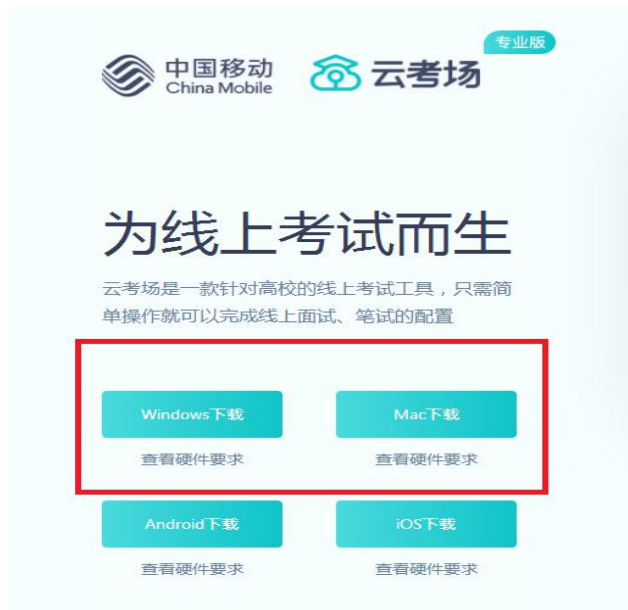 专业版
中国移动
China Mobile
云考场
为线上考试而生
云考场是一款针对高校的线上考试工具，只需简
单操作就可以完成线上面试、笔试的配置
Windows下载
Mac下载
查看硬件要求
查看硬件要求
Android下载
iOS下载
查看硬件要求
查看硬件要求